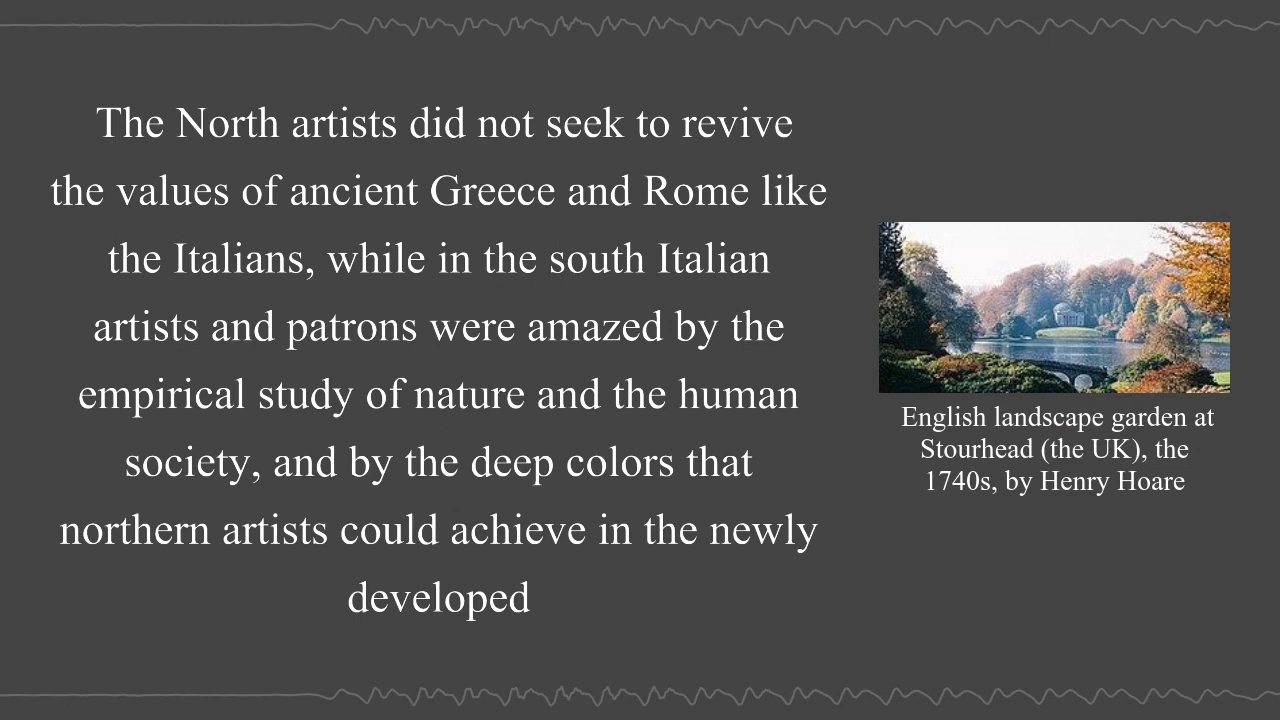 The North artists did not seek to revive
the values of ancient Greece and Rome like
the Italians, while in the south Italian
artists and patrons were amazed by the
empirical study of nature and the human
society, and by the deep colors that
northern artists could achieve in the newly
developed
English landscape garden at
Stourhead (the UK), the
1740s, by Henry Hoare